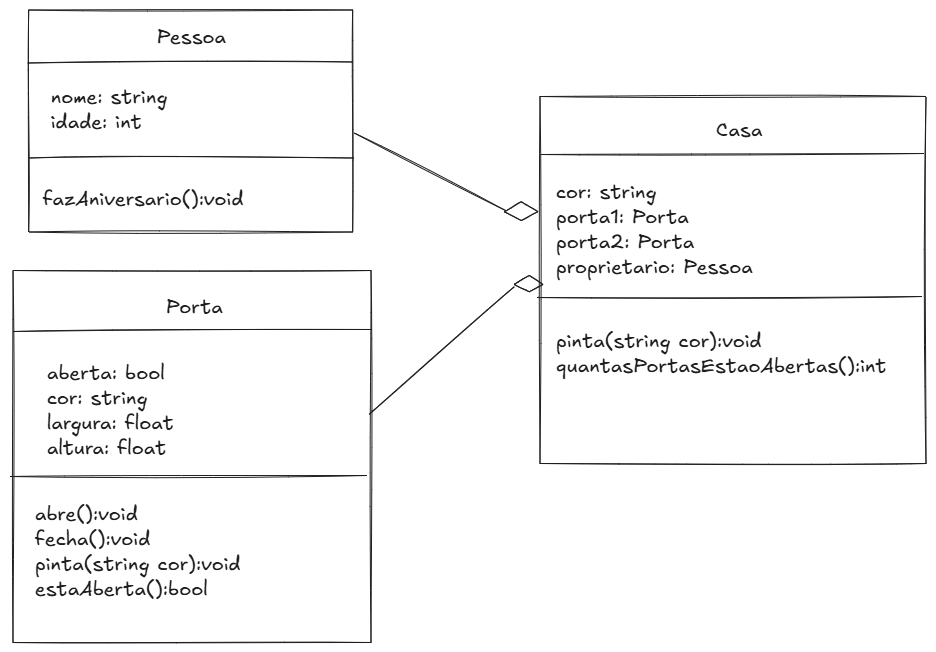 Pessoa
nome: string
idade: int
fazAniversario():void
Casa
cor: string
porta1: Porta
porta2: Porta
proprietario: Pessoa
pinta(string cor):void
quantasPortasEstaoAbertas():int
Porta
aberta: bool
cor: string
largura: float
altura: float
abre():void
fecha():void
pinta(string cor):void
estaAberta():bool